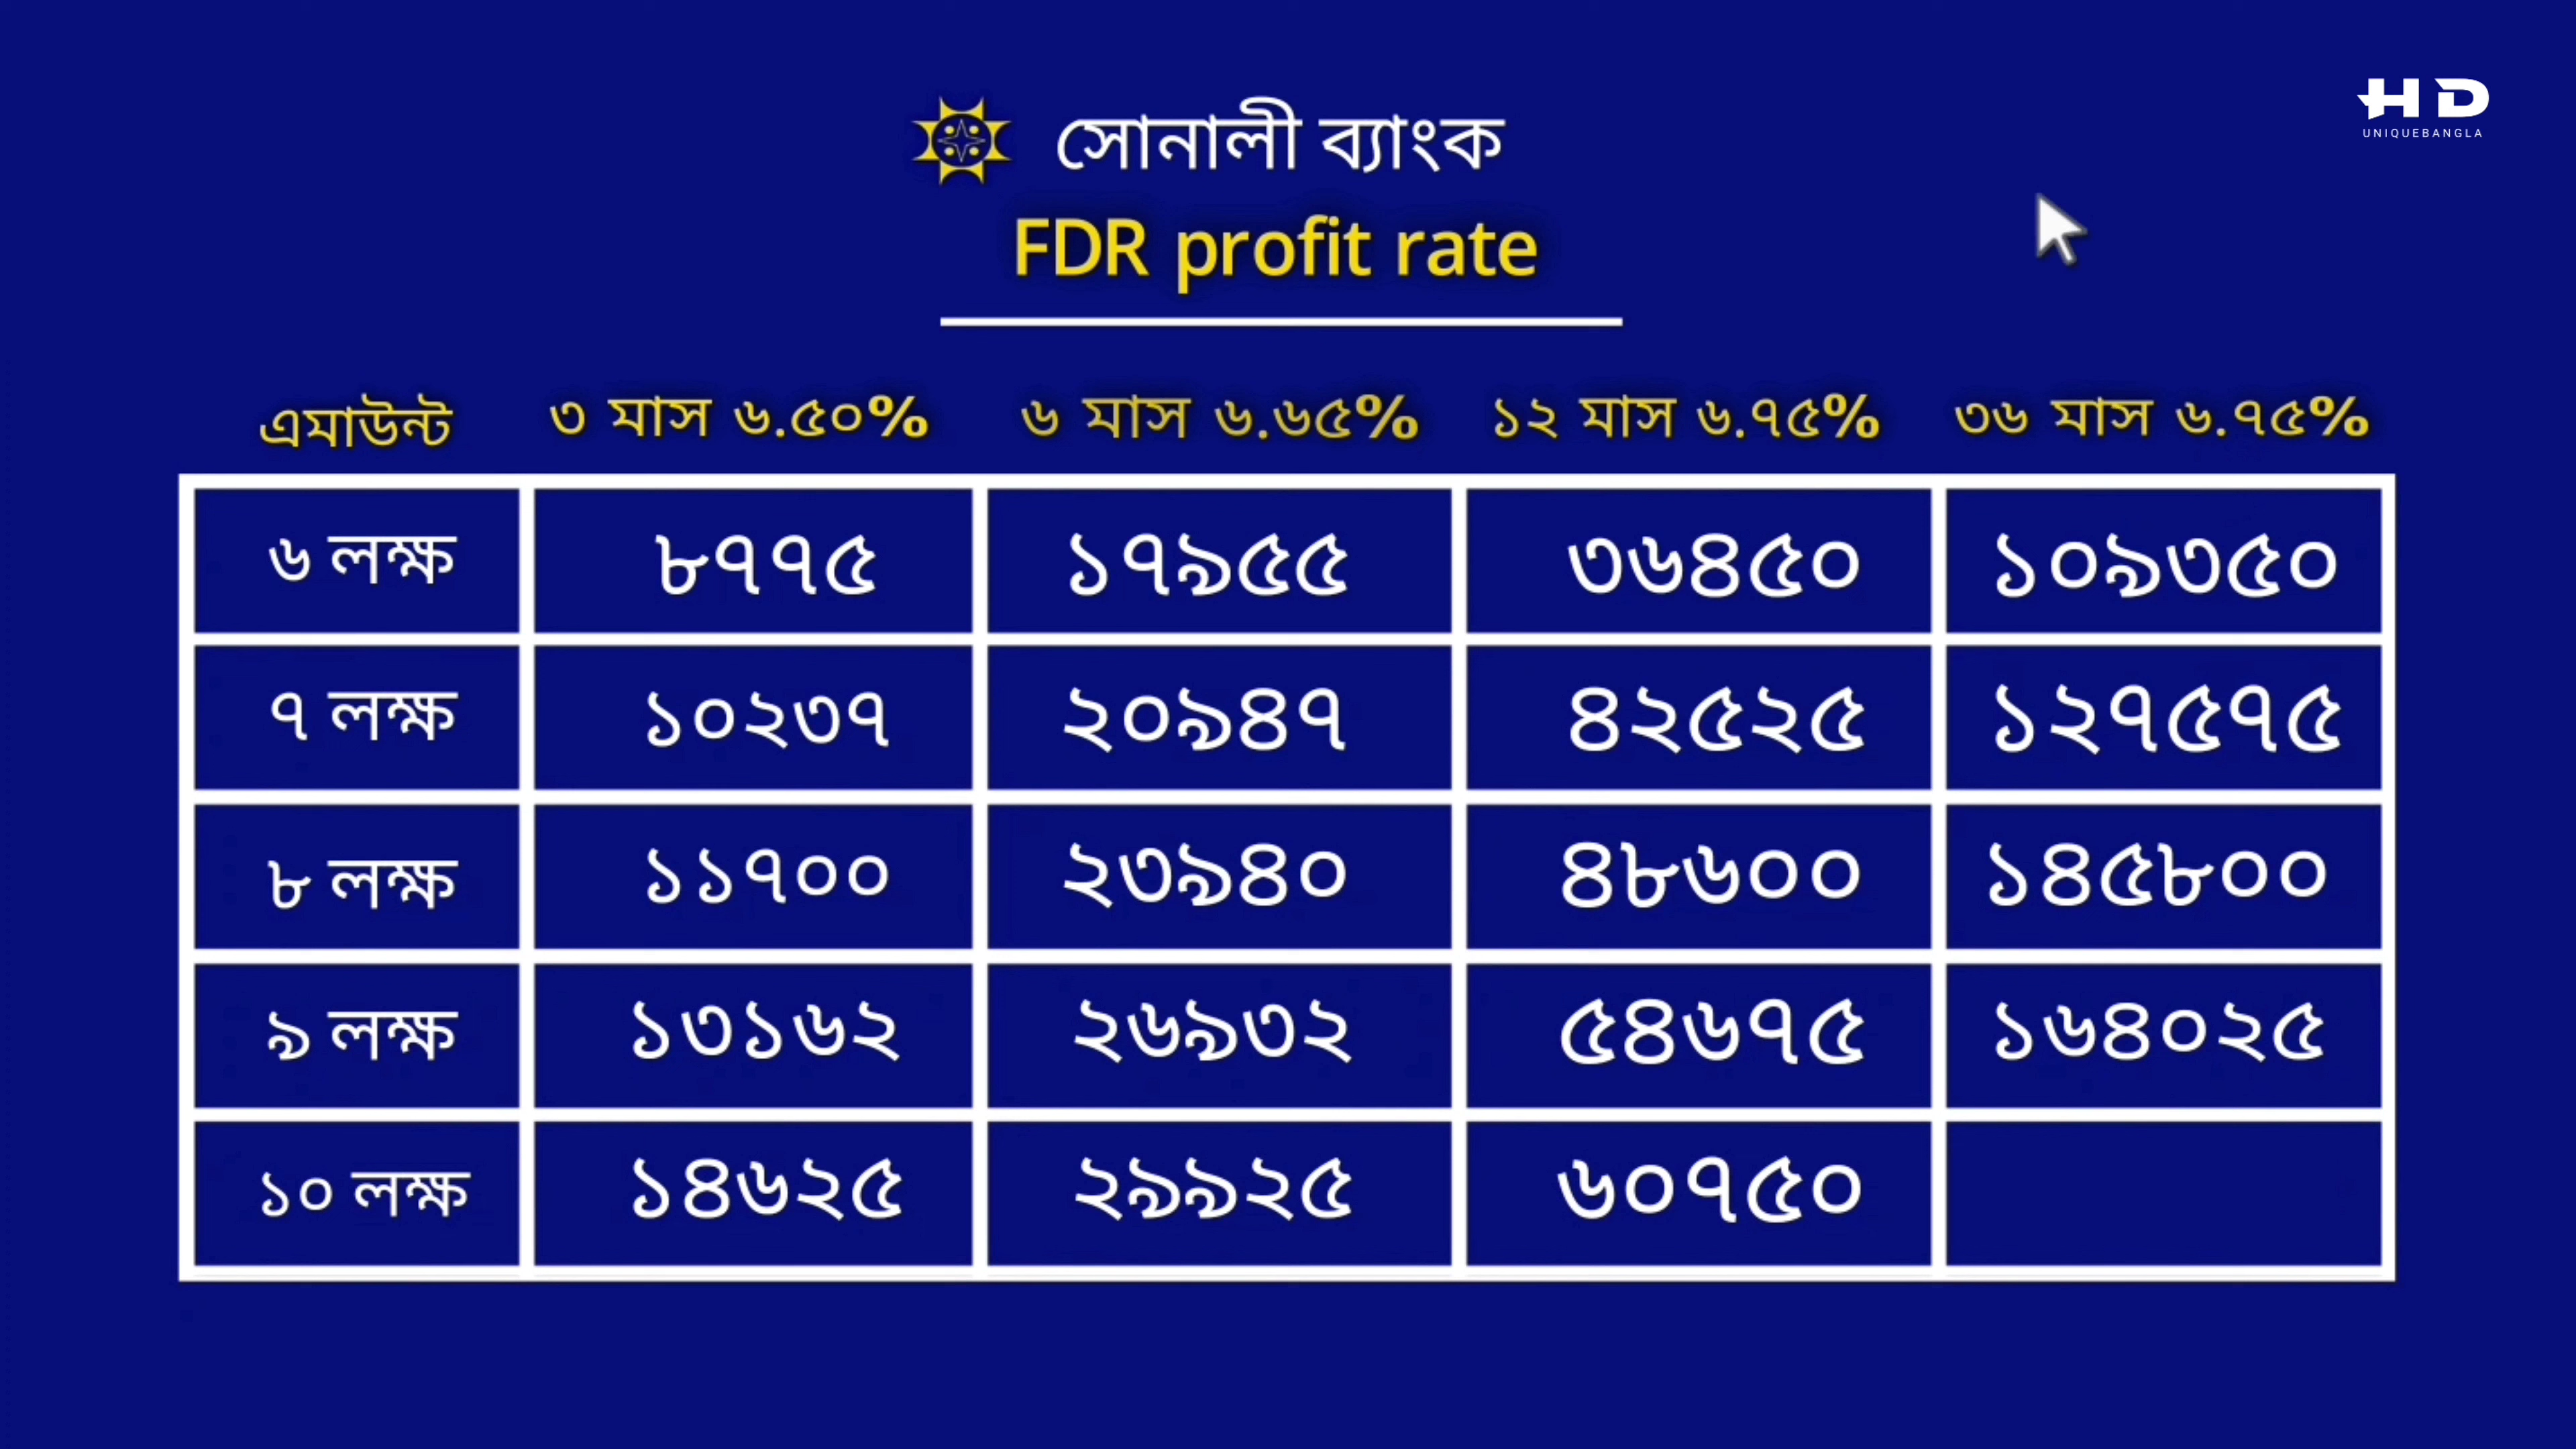 HD
UNIQUEBANGLA
সোনালী ব্যাংক
FDR profit rate
এমাউন্ট ৩ মাস ৬.৫০% ৬ মাস ৬.৬৫% ১২ মাস ৬.৭৫% ৩৬ মাস ৬.৭৫%
৬ লক্ষ ৮৭৭৫ ১৭৯৫৫ ৩৬৪৫০ ১০৯৩৫০
৭ লক্ষ ১০২৩৭ ২০৯৪৭ ৪২৫২৫ ১২৭৫৭৫
৮ লক্ষ ১১৭০০ ২৩৯৪০ ৪৮৬০০ ১৪৫৮০০
৯ লক্ষ ১৩১৬২ ২৬৯৩২ ৫৪৬৭৫ ১৬৪০২৫
১০ লক্ষ ১৪৬২৫ ২৯৯২৫ ৬০৭৫০